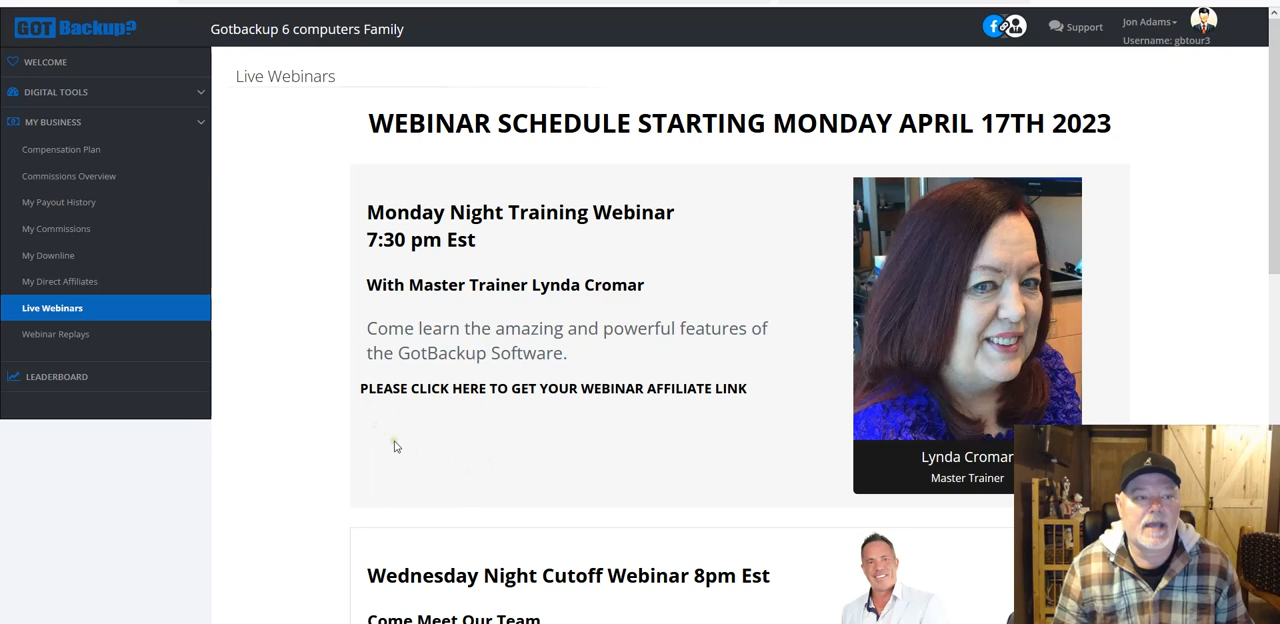 GOT Backup?
Gotbackup 6 computers Family
Support
Jon Adams
Username: gbtour3
WELCOME
DIGITAL TOOLS
MY BUSINESS
Compensation Plan
Commissions Overview
My Payout History
My Commissions
My Downline
My Direct Affiliates
Live Webinars
Webinar Replays
LEADERBOARD
Live Webinars
WEBINAR SCHEDULE STARTING MONDAY APRIL 17TH 2023
Monday Night Training Webinar
7:30 pm Est
With Master Trainer Lynda Cromar
Come learn the amazing and powerful features of
the GotBackup Software.
PLEASE CLICK HERE TO GET YOUR WEBINAR AFFILIATE LINK
Lynda Cromar
Master Trainer
Wednesday Night Cutoff Webinar 8pm Est
Come Meet Our Team